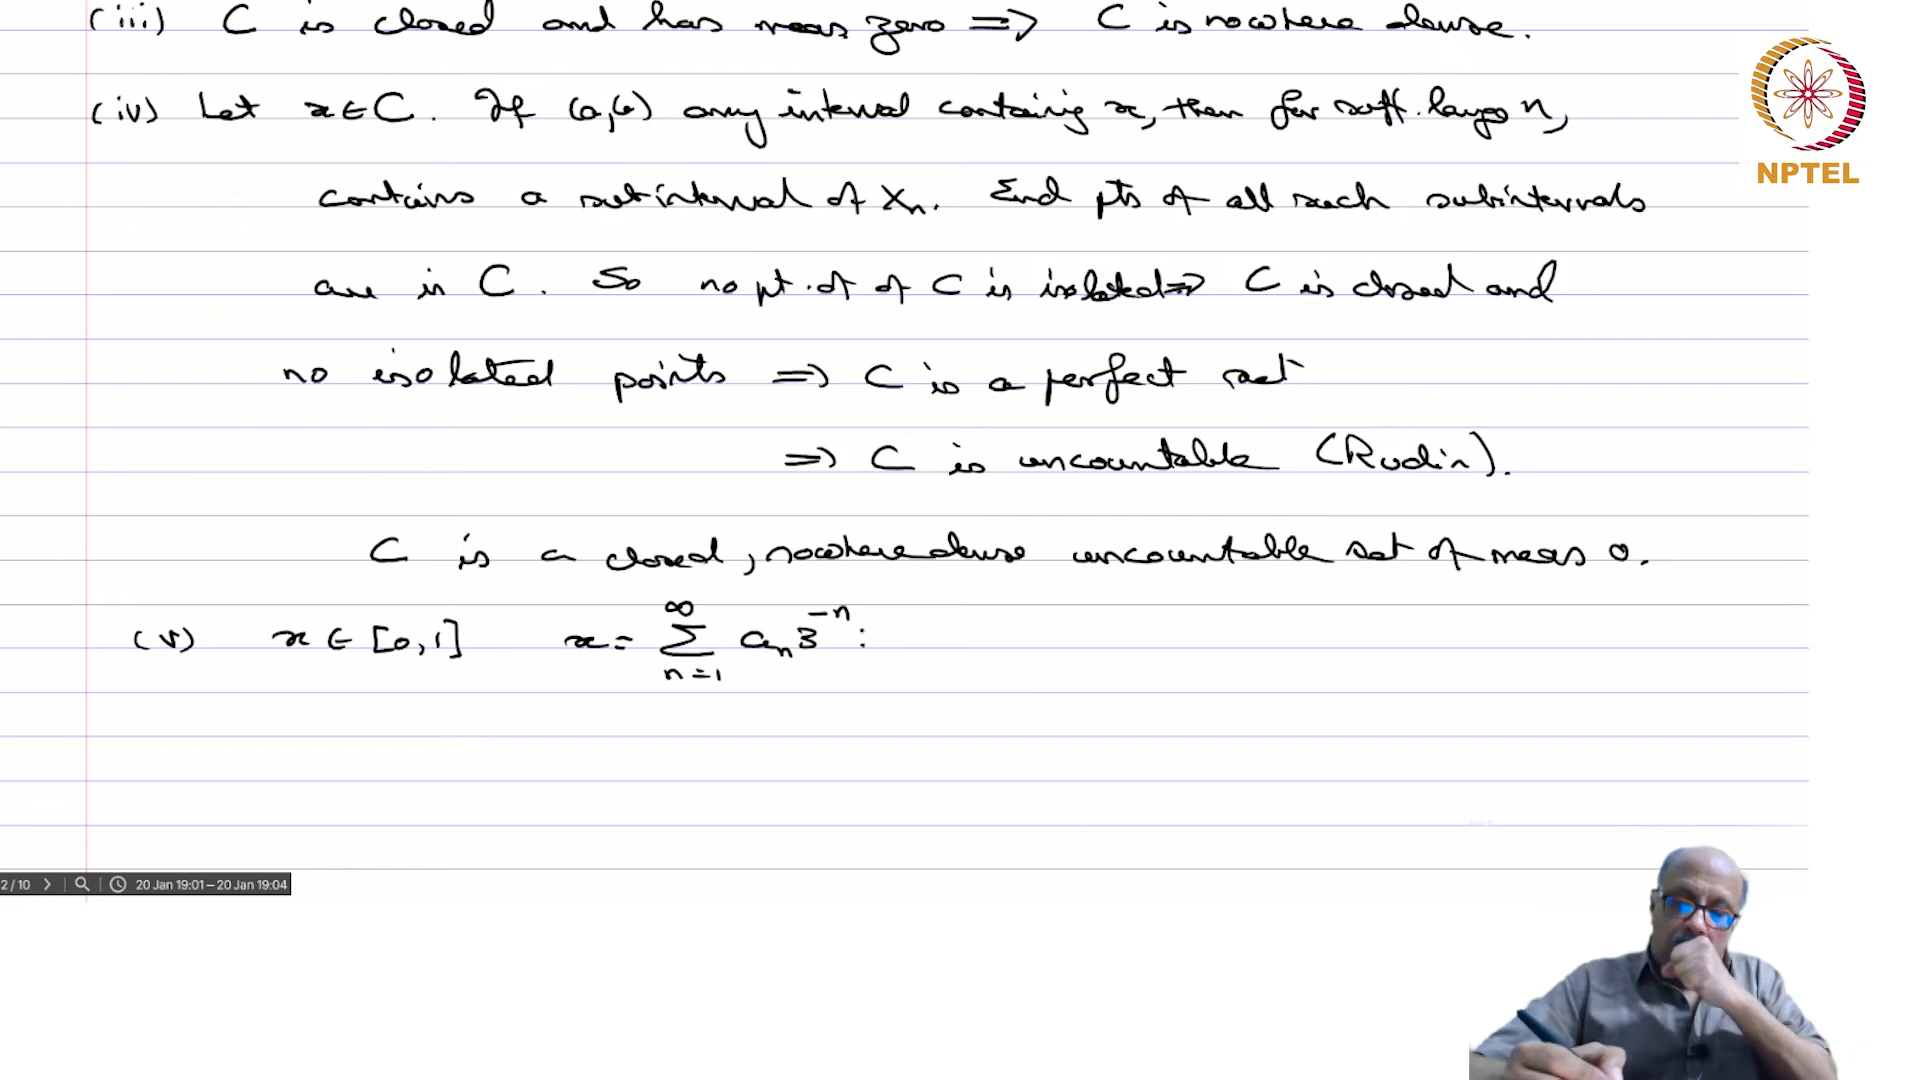 (iii) C is closed and has meas zero => C is nowhere dense.
(iv) Let x ∈ C. If (a,b) any interval containing x, then for suff. large n,
contains a subinterval of Xn. End pts of all such subintervals
are in C. So no pt. of of C is isolated => C is closed and
no isolated points => C is a perfect set
=> C is uncountable (Rudin).
C is a closed, nowhere dense uncountable set of meas 0.
(v) x ∈ [0,1] x = ∞ Σ n=1 aₙ 3⁻ⁿ :
NPTEL
2/10 20 Jan 19:01 – 20 Jan 19:04